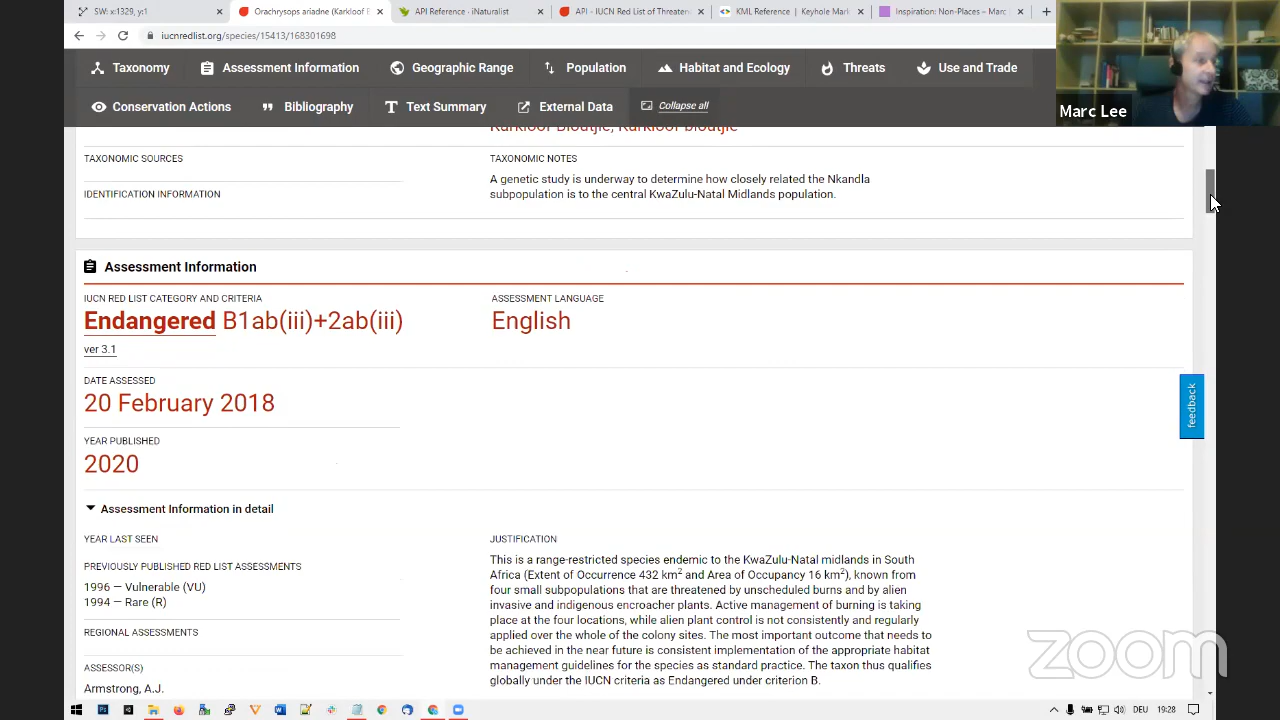 SW: x:1329, y:1
Orachrysops ariadne (Karkloof E
API Reference · iNaturalist
API - IUCN Red List of Threaten
KML Reference | Keyhole Mark
Inspiration: Non-Places – Marc
iucnredlist.org/species/15413/168301698
Taxonomy
Assessment Information
Geographic Range
Population
Habitat and Ecology
Threats
Use and Trade
Conservation Actions
Bibliography
Text Summary
External Data
Collapse all
Marc Lee
Karkloof Bloutjie, Karkloof bloutjie
TAXONOMIC SOURCES
TAXONOMIC NOTES
A genetic study is underway to determine how closely related the Nkandla
subpopulation is to the central KwaZulu-Natal Midlands population.
IDENTIFICATION INFORMATION
Assessment Information
IUCN RED LIST CATEGORY AND CRITERIA
Endangered B1ab(iii)+2ab(iii)
ver 3.1
ASSESSMENT LANGUAGE
English
DATE ASSESSED
20 February 2018
YEAR PUBLISHED
2020
feedback
Assessment Information in detail
YEAR LAST SEEN
PREVIOUSLY PUBLISHED RED LIST ASSESSMENTS
1996 — Vulnerable (VU)
1994 — Rare (R)
REGIONAL ASSESSMENTS
ASSESSOR(S)
Armstrong, A.J.
JUSTIFICATION
This is a range-restricted species endemic to the KwaZulu-Natal midlands in South
Africa (Extent of Occurrence 432 km² and Area of Occupancy 16 km²), known from
four small subpopulations that are threatened by unscheduled burns and by alien
invasive and indigenous encroacher plants. Active management of burning is taking
place at the four locations, while alien plant control is not consistently and regularly
applied over the whole of the colony sites. The most important outcome that needs to
be achieved in the near future is consistent implementation of the appropriate habitat
management guidelines for the species as standard practice. The taxon thus qualifies
globally under the IUCN criteria as Endangered under criterion B.
zoom
DEU
19:28